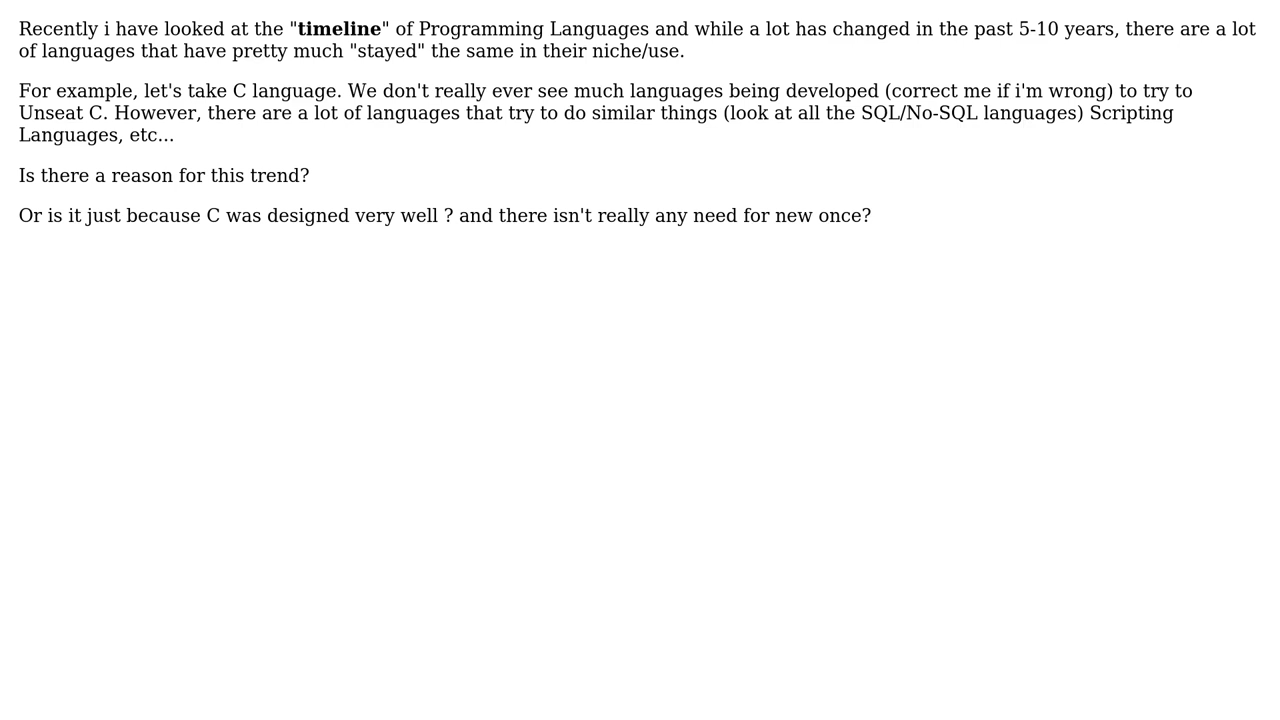 Recently i have looked at the "timeline" of Programming Languages and while a lot has changed in the past 5-10 years, there are a lot
of languages that have pretty much "stayed" the same in their niche/use.
For example, let's take C language. We don't really ever see much languages being developed (correct me if i'm wrong) to try to
Unseat C. However, there are a lot of languages that try to do similar things (look at all the SQL/No-SQL languages) Scripting
Languages, etc...
Is there a reason for this trend?
Or is it just because C was designed very well ? and there isn't really any need for new once?